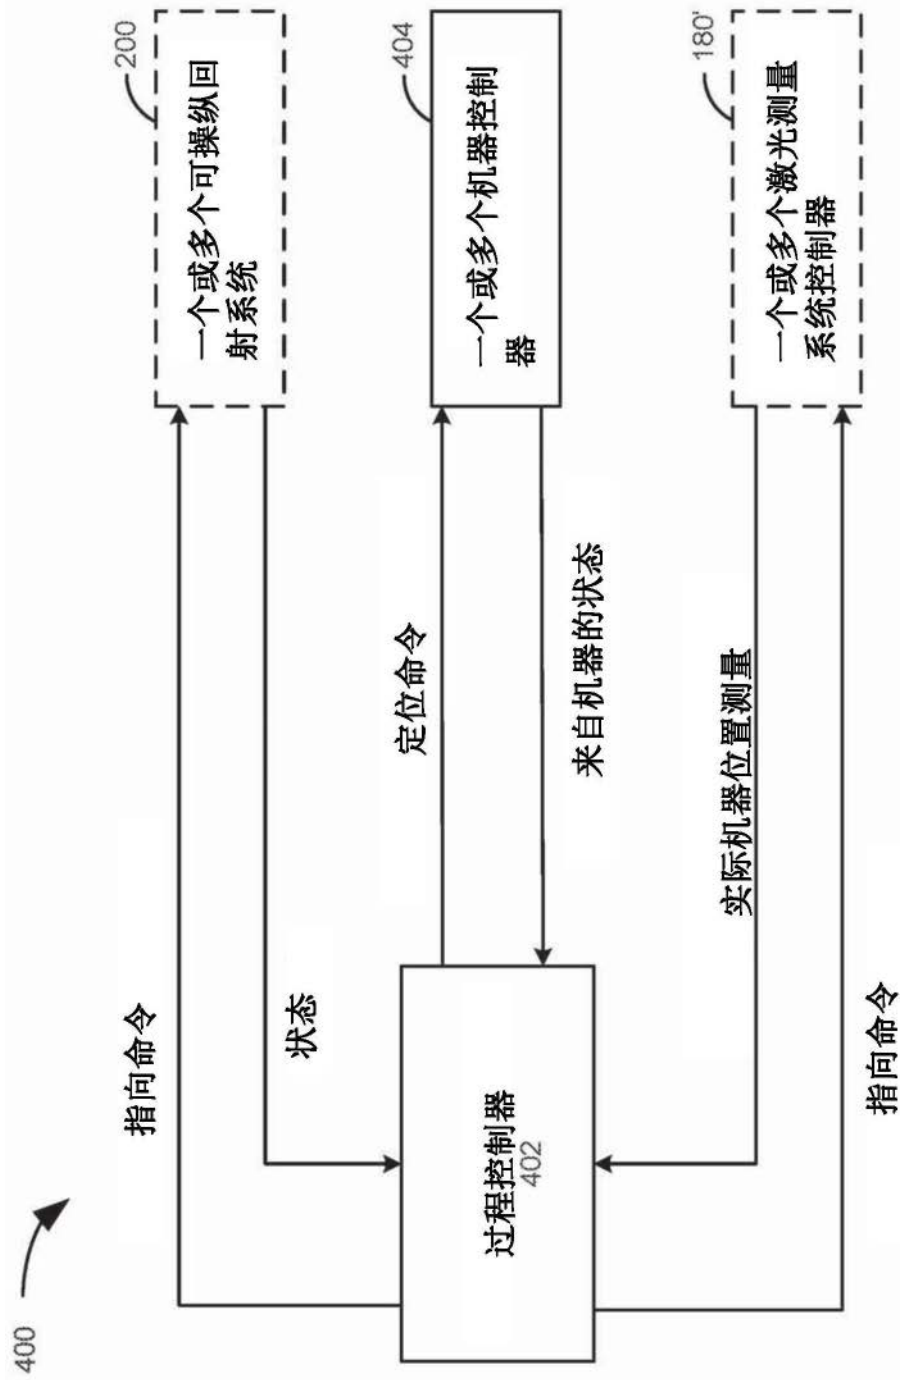 400
指向命令
200
一个或多个可操纵回
射系统
状态
定位命令
404
一个或多个机器控制
器
过程控制器
402
来自机器的状态
实际机器位置测量
180'
一个或多个激光测量
系统控制器
指向命令